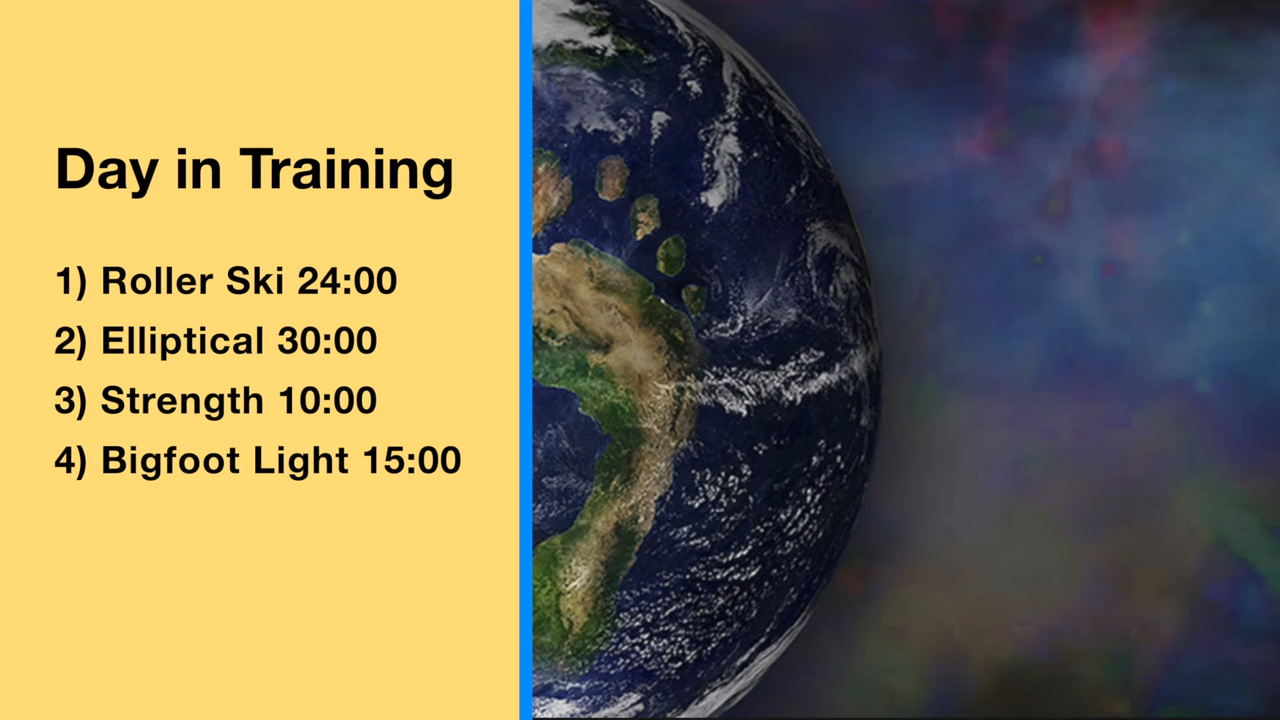 Day in Training
1) Roller Ski 24:00
2) Elliptical 30:00
3) Strength 10:00
4) Bigfoot Light 15:00